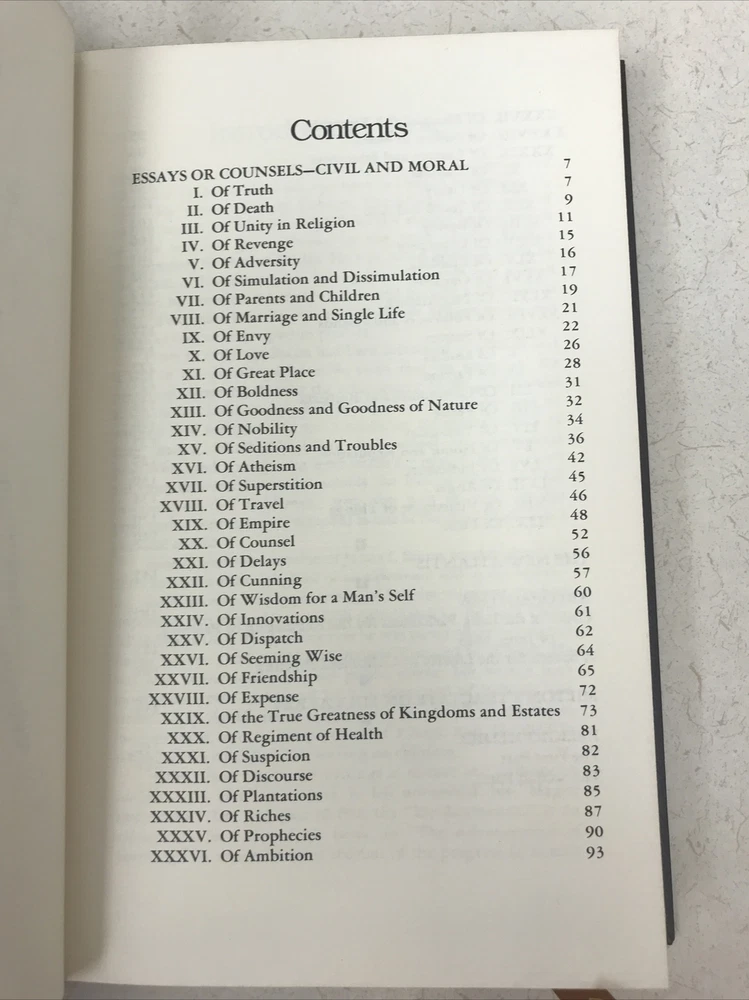 Contents
ESSAYS OR COUNSELS—CIVIL AND MORAL 7
I. Of Truth 7
II. Of Death 9
III. Of Unity in Religion 11
IV. Of Revenge 15
V. Of Adversity 16
VI. Of Simulation and Dissimulation 17
VII. Of Parents and Children 19
VIII. Of Marriage and Single Life 21
IX. Of Envy 22
X. Of Love 26
XI. Of Great Place 28
XII. Of Boldness 31
XIII. Of Goodness and Goodness of Nature 32
XIV. Of Nobility 34
XV. Of Seditions and Troubles 36
XVI. Of Atheism 42
XVII. Of Superstition 45
XVIII. Of Travel 46
XIX. Of Empire 48
XX. Of Counsel 52
XXI. Of Delays 56
XXII. Of Cunning 57
XXIII. Of Wisdom for a Man's Self 60
XXIV. Of Innovations 61
XXV. Of Dispatch 62
XXVI. Of Seeming Wise 64
XXVII. Of Friendship 65
XXVIII. Of Expense 72
XXIX. Of the True Greatness of Kingdoms and Estates 73
XXX. Of Regiment of Health 81
XXXI. Of Suspicion 82
XXXII. Of Discourse 83
XXXIII. Of Plantations 85
XXXIV. Of Riches 87
XXXV. Of Prophecies 90
XXXVI. Of Ambition 93